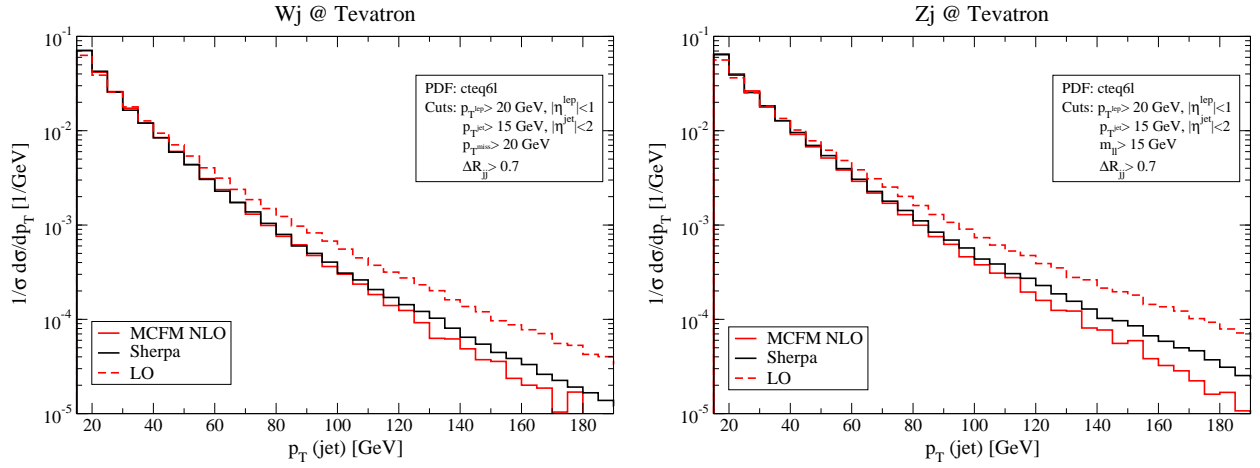 Wj @ Tevatron
1/σ dσ/dp_T [1/GeV]
10^-1
10^-2
10^-3
10^-4
10^-5
PDF: cteq6l
Cuts: p_T^lep > 20 GeV, |η^lep|<1
p_T^jet > 15 GeV, |η^jet|<2
p_T^miss > 20 GeV
ΔR_jj > 0.7
MCFM NLO
Sherpa
LO
20 40 60 80 100 120 140 160 180
p_T (jet) [GeV]
Zj @ Tevatron
1/σ dσ/dp_T [1/GeV]
10^-1
10^-2
10^-3
10^-4
10^-5
PDF: cteq6l
Cuts: p_T^lep > 20 GeV, |η^lep|<1
p_T^jet > 15 GeV, |η^jet|<2
m_ll > 15 GeV
ΔR_jj > 0.7
MCFM NLO
Sherpa
LO
20 40 60 80 100 120 140 160 180
p_T (jet) [GeV]